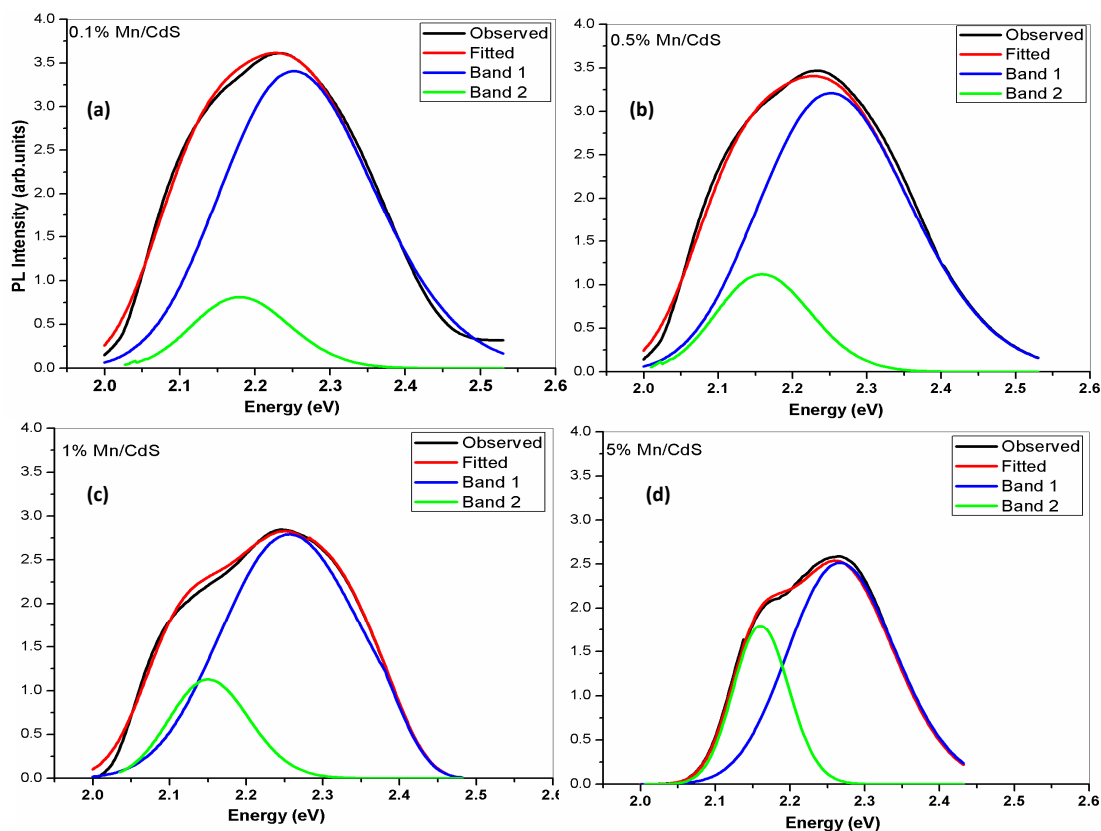 0.1% Mn/CdS
Observed
Fitted
Band 1
Band 2
(a)
PL Intensity (arb.units)
4.0
3.5
3.0
2.5
2.0
1.5
1.0
0.5
0.0
2.0 2.1 2.2 2.3 2.4 2.5 2.6
Energy (eV)
0.5% Mn/CdS
Observed
Fitted
Band 1
Band 2
(b)
4.0
3.5
3.0
2.5
2.0
1.5
1.0
0.5
0.0
2.0 2.1 2.2 2.3 2.4 2.5 2.6
Energy (eV)
1% Mn/CdS
Observed
Fitted
Band 1
Band 2
(c)
4.0
3.5
3.0
2.5
2.0
1.5
1.0
0.5
0.0
2.0 2.1 2.2 2.3 2.4 2.5 2.6
Energy (eV)
5% Mn/CdS
Observed
Fitted
Band 1
Band 2
(d)
4.0
3.5
3.0
2.5
2.0
1.5
1.0
0.5
0.0
2.0 2.1 2.2 2.3 2.4 2.5 2.6
Energy (eV)